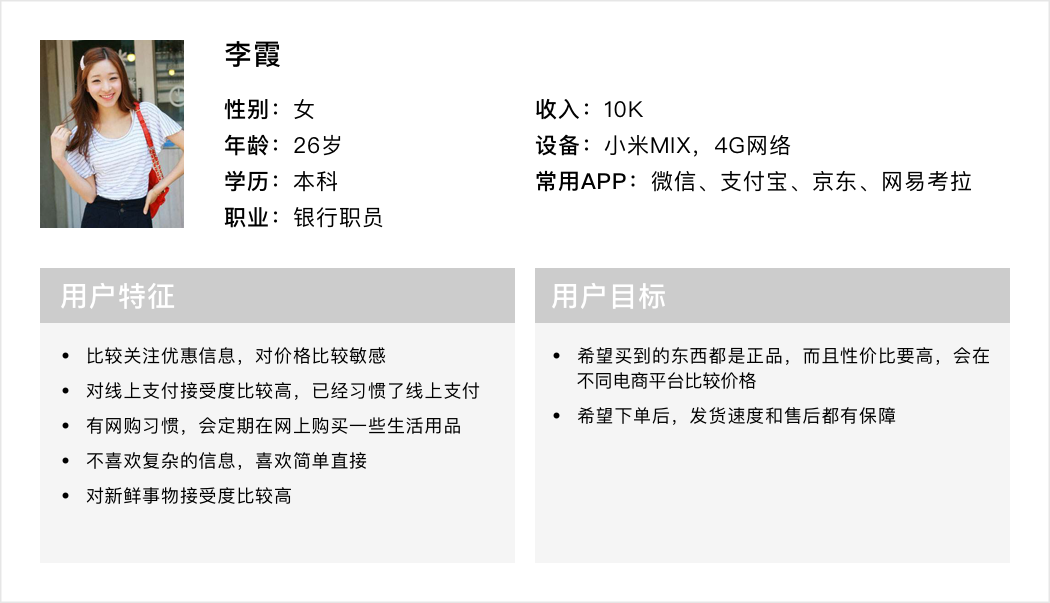 李霞
性别：女
年龄：26岁
学历：本科
职业：银行职员
收入：10K
设备：小米MIX，4G网络
常用APP：微信、支付宝、京东、网易考拉
用户特征
• 比较关注优惠信息，对价格比较敏感
• 对线上支付接受度比较高，已经习惯了线上支付
• 有网购习惯，会定期在网上购买一些生活用品
• 不喜欢复杂的信息，喜欢简单直接
• 对新鲜事物接受度比较高
用户目标
• 希望买到的东西都是正品，而且性价比要高，会在
不同电商平台比较价格
• 希望下单后，发货速度和售后都有保障